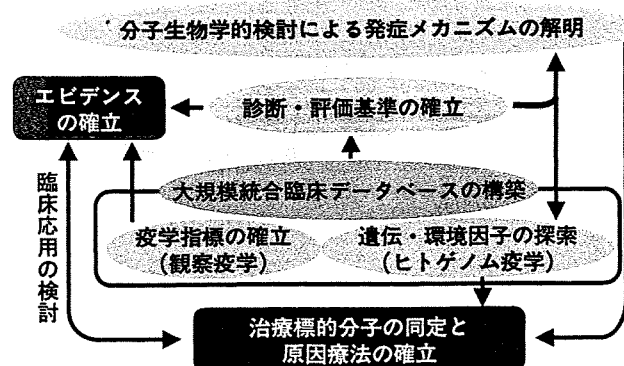 分子生物学的検討による発症メカニズムの解明
エビデンス
の確立
診断・評価基準の確立
大規模統合臨床データベースの構築
臨床応用の検討
疫学指標の確立
(観察疫学)
遺伝・環境因子の探索
(ヒトゲノム疫学)
治療標的分子の同定と
原因療法の確立